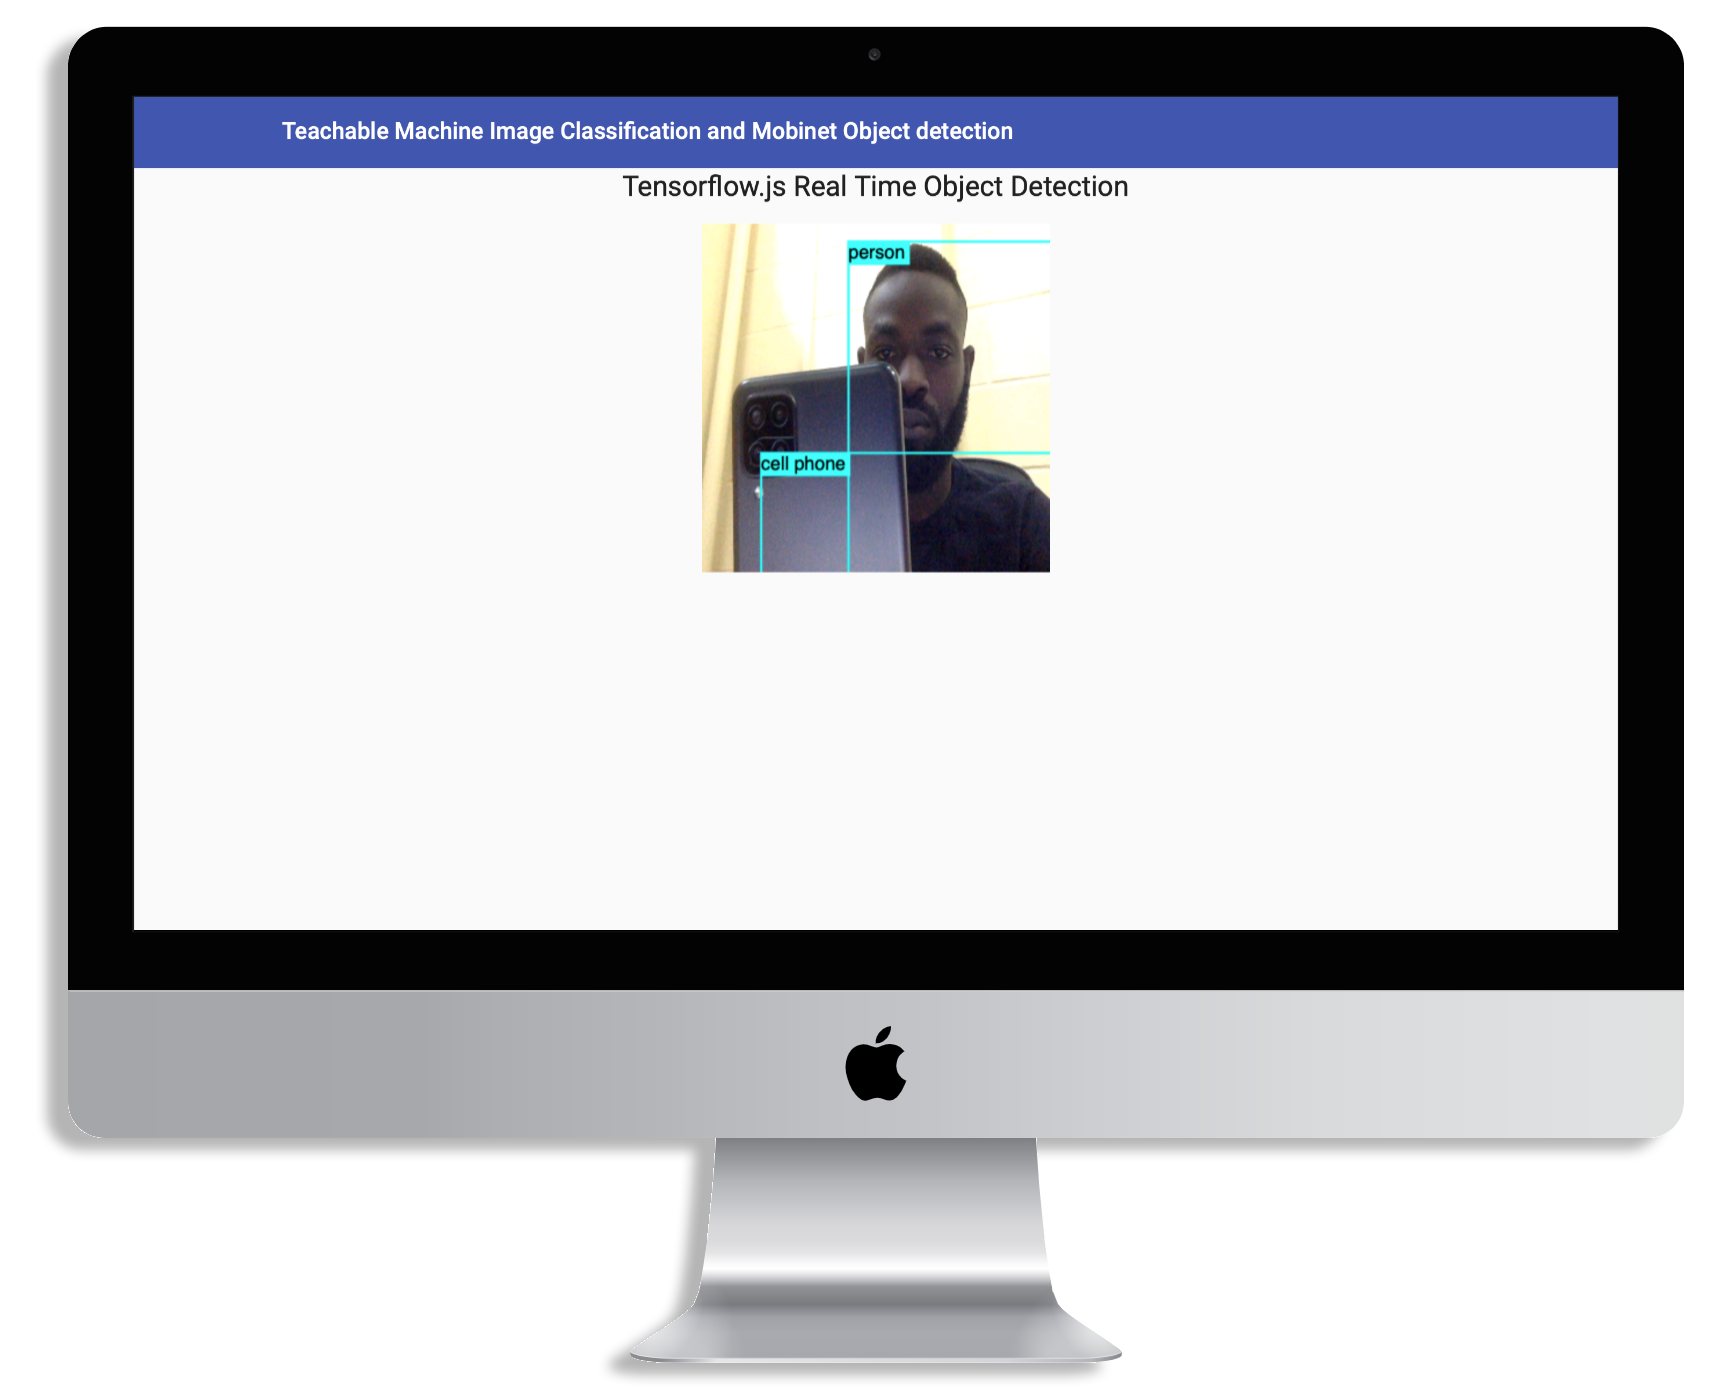 Teachable Machine Image Classification and Mobinet Object detection
Tensorflow.js Real Time Object Detection
person
cell phone